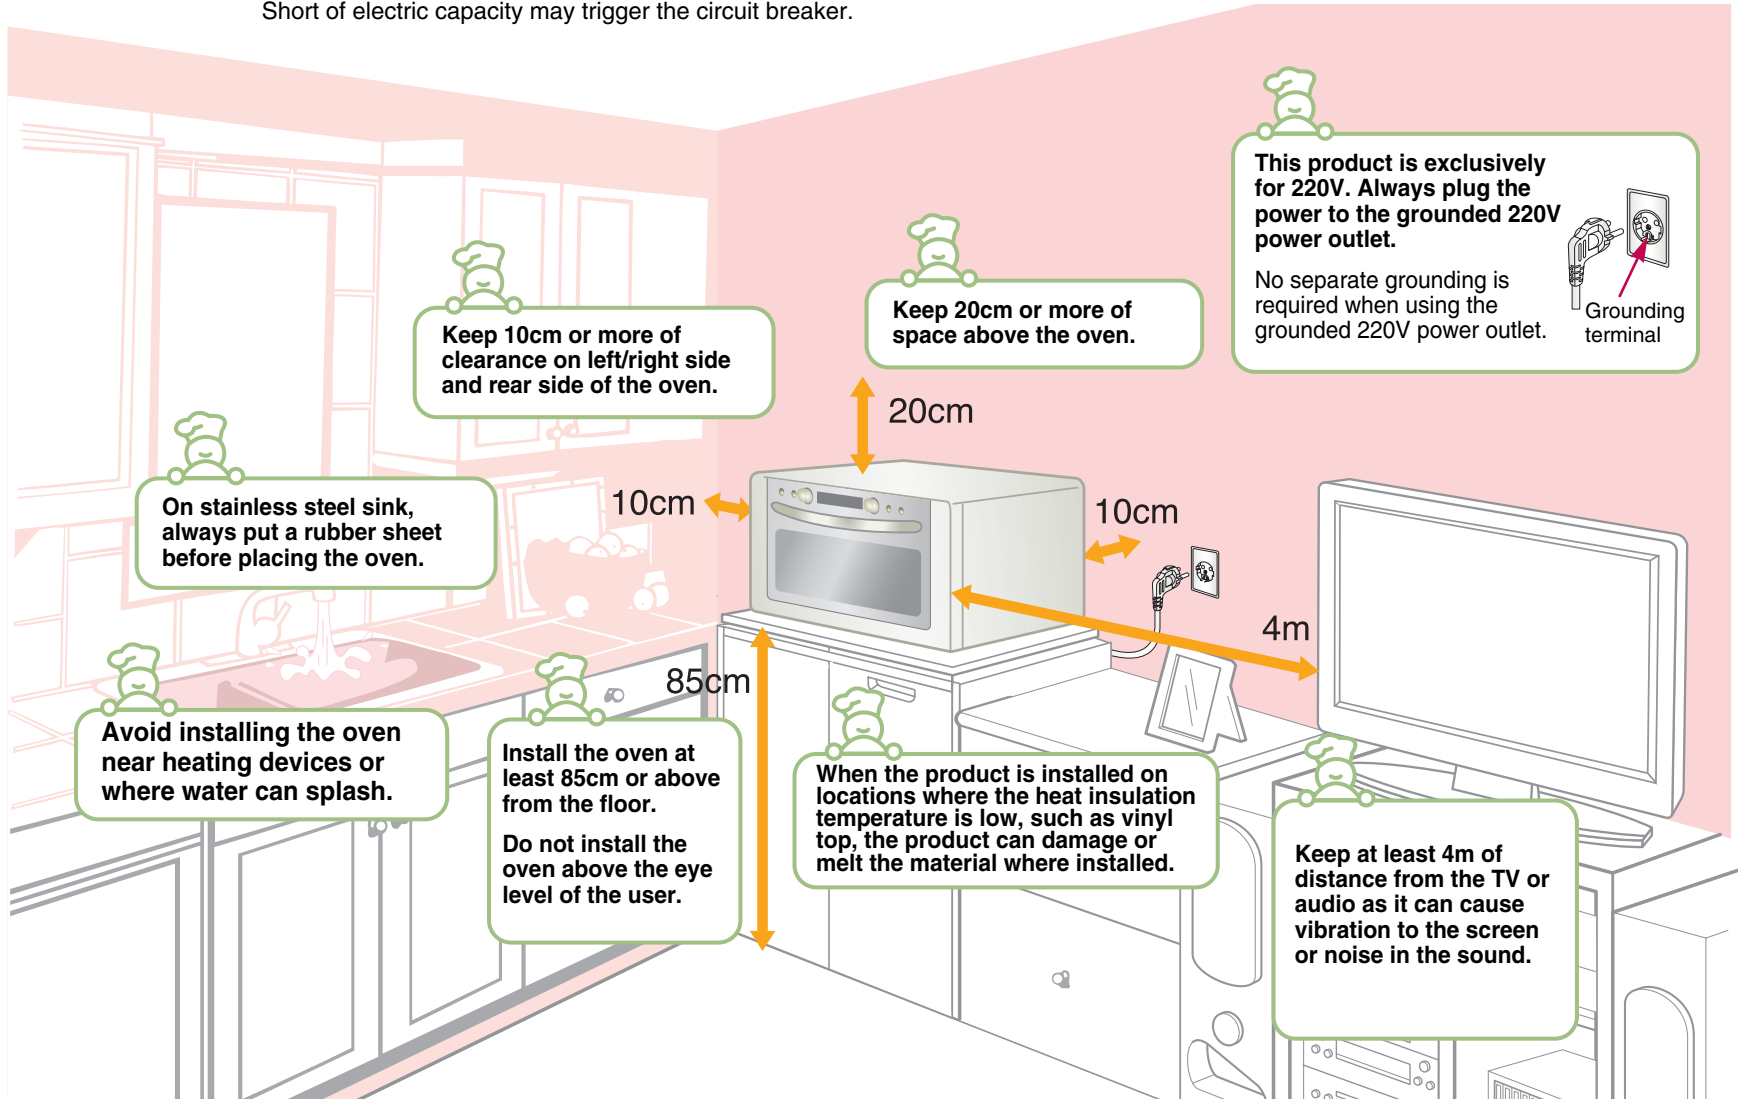 Short of electric capacity may trigger the circuit breaker.
This product is exclusively
for 220V. Always plug the
power to the grounded 220V
power outlet.
No separate grounding is
required when using the
grounded 220V power outlet.
Grounding
terminal
Keep 20cm or more of
space above the oven.
Keep 10cm or more of
clearance on left/right side
and rear side of the oven.
20cm
On stainless steel sink,
always put a rubber sheet
before placing the oven.
10cm
10cm
4m
85cm
Avoid installing the oven
near heating devices or
where water can splash.
Install the oven at
least 85cm or above
from the floor.
Do not install the
oven above the eye
level of the user.
When the product is installed on
locations where the heat insulation
temperature is low, such as vinyl
top, the product can damage or
melt the material where installed.
Keep at least 4m of
distance from the TV or
audio as it can cause
vibration to the screen
or noise in the sound.